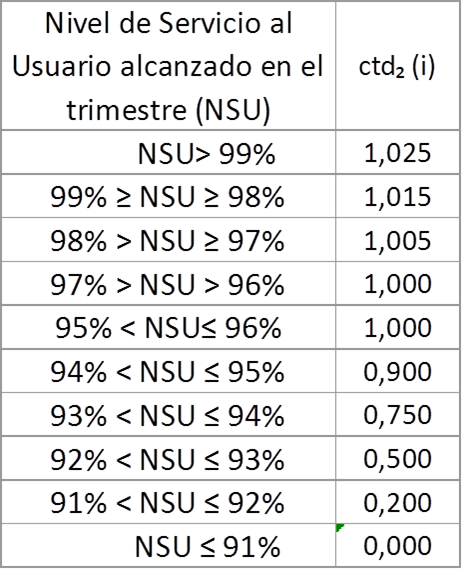 Nivel de Servicio al
Usuario alcanzado en el
trimestre (NSU)
ctd₂ (i)
NSU> 99% 1,025
99% ≥ NSU ≥ 98% 1,015
98% > NSU ≥ 97% 1,005
97% > NSU > 96% 1,000
95% < NSU≤ 96% 1,000
94% < NSU ≤ 95% 0,900
93% < NSU ≤ 94% 0,750
92% < NSU ≤ 93% 0,500
91% < NSU ≤ 92% 0,200
NSU ≤ 91% 0,000